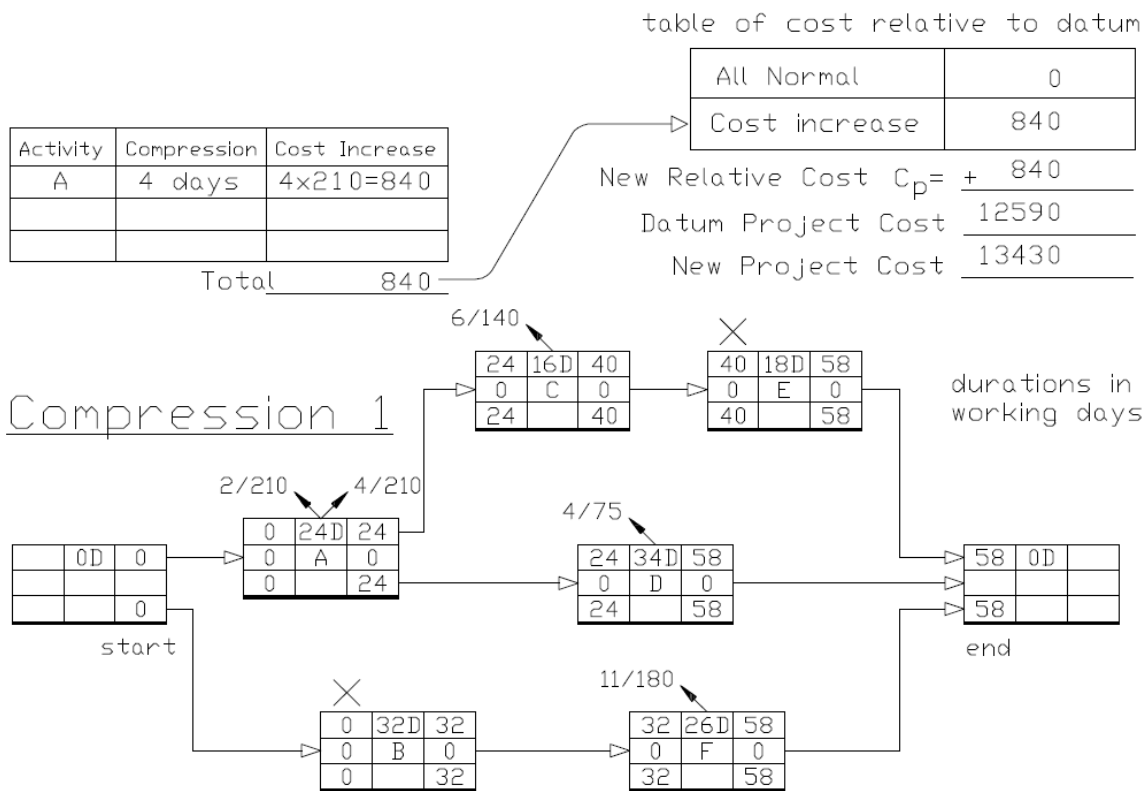 table of cost relative to datum
All Normal 0
Cost increase 840
New Relative Cost Cp= + 840
Datum Project Cost 12590
New Project Cost 13430
Activity Compression Cost Increase
A 4 days 4x210=840
Total 840
Compression 1
durations in
working days
6/140
24 16D 40
0 C 0
24 40
X
40 18D 58
0 E 0
40 58
2/210 4/210
0 24D 24
0 A 0
0 24
4/75
24 34D 58
0 D 0
24 58
0D 0
0
start
58 0D
58
end
X
0 32D 32
0 B 0
0 32
11/180
32 26D 58
0 F 0
32 58